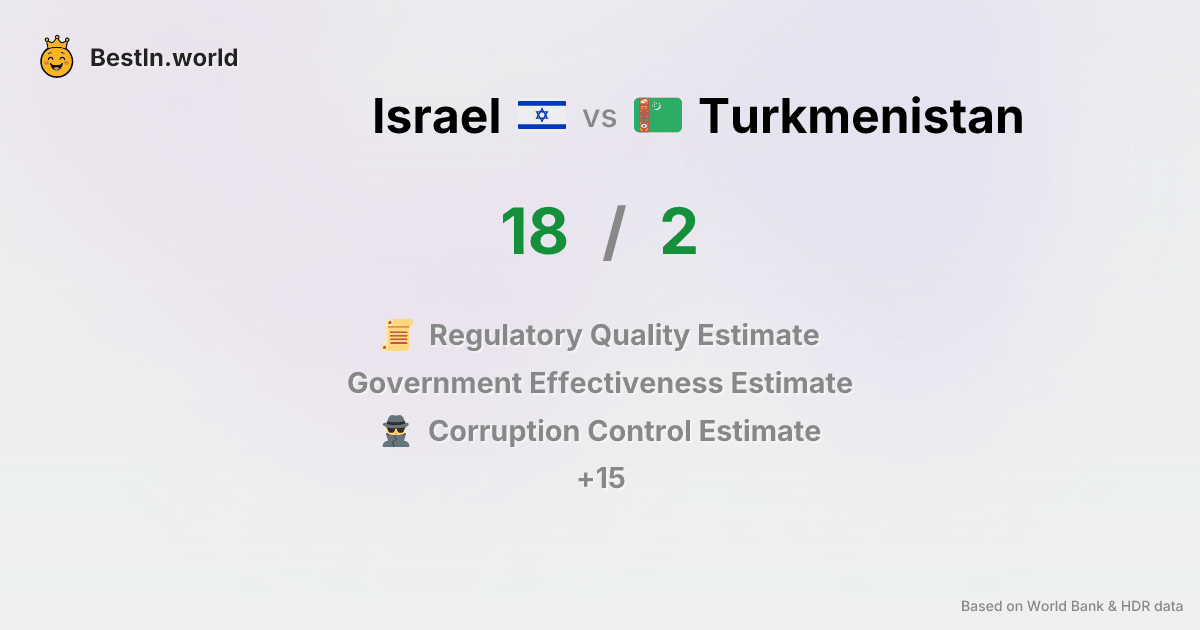 BestIn.world
Israel vs Turkmenistan
18 / 2
Regulatory Quality Estimate
Government Effectiveness Estimate
Corruption Control Estimate
+15
Based on World Bank & HDR data